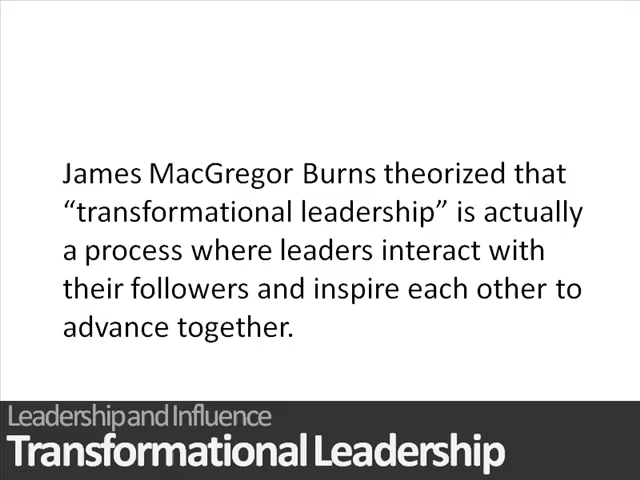 James MacGregor Burns theorized that
“transformational leadership” is actually
a process where leaders interact with
their followers and inspire each other to
advance together.
Leadership and Influence
Transformational Leadership